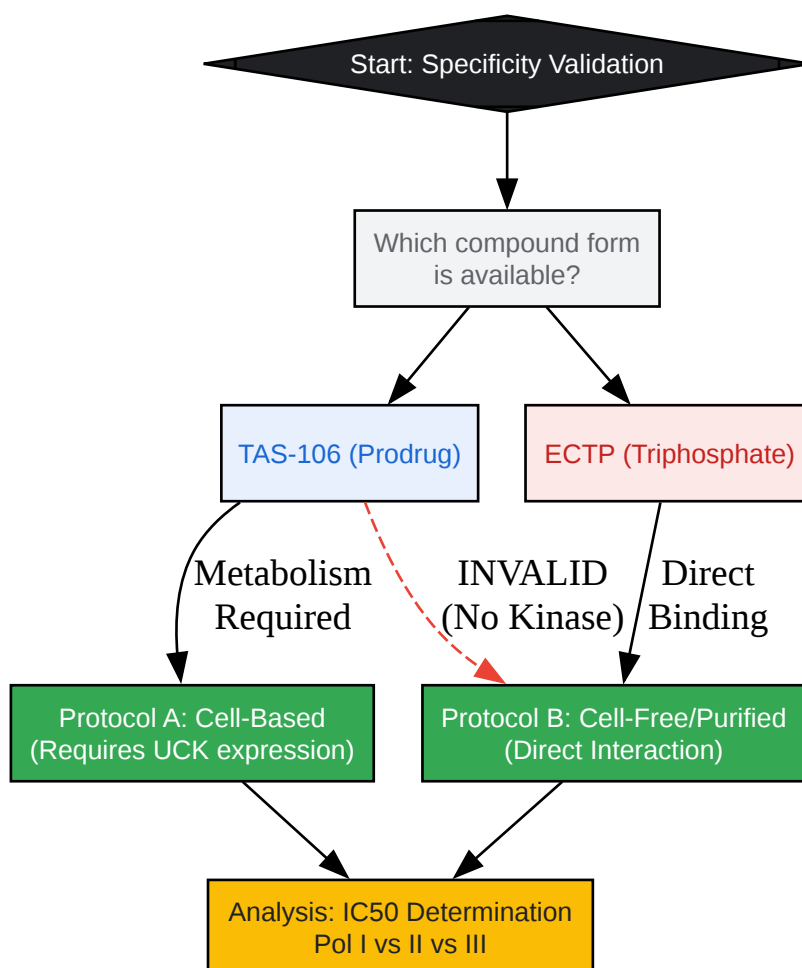 Start: Specificity Validation
Which compound form
is available?
TAS-106 (Prodrug)
ECTP (Triphosphate)
Metabolism
Required
INVALID
(No Kinase)
Direct
Binding
Protocol A: Cell-Based
(Requires UCK expression)
Protocol B: Cell-Free/Purified
(Direct Interaction)
Analysis: IC50 Determination
Pol I vs II vs III